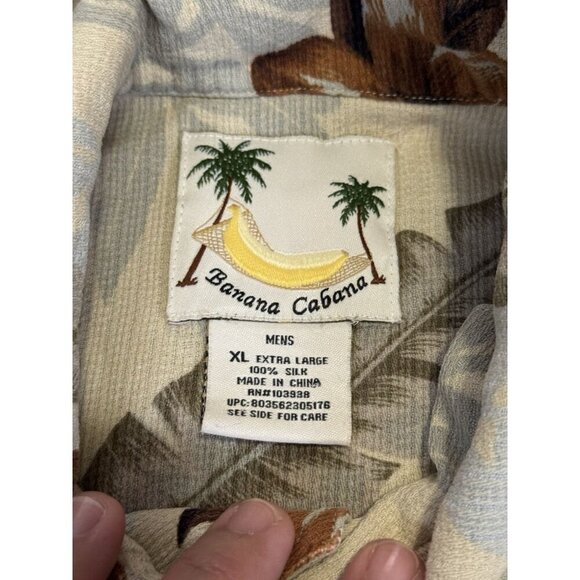 Banana Cabana
MENS
XL EXTRA LARGE
100% SILK
MADE IN CHINA
RN#103938
UPC:803562305176
SEE SIDE FOR CARE